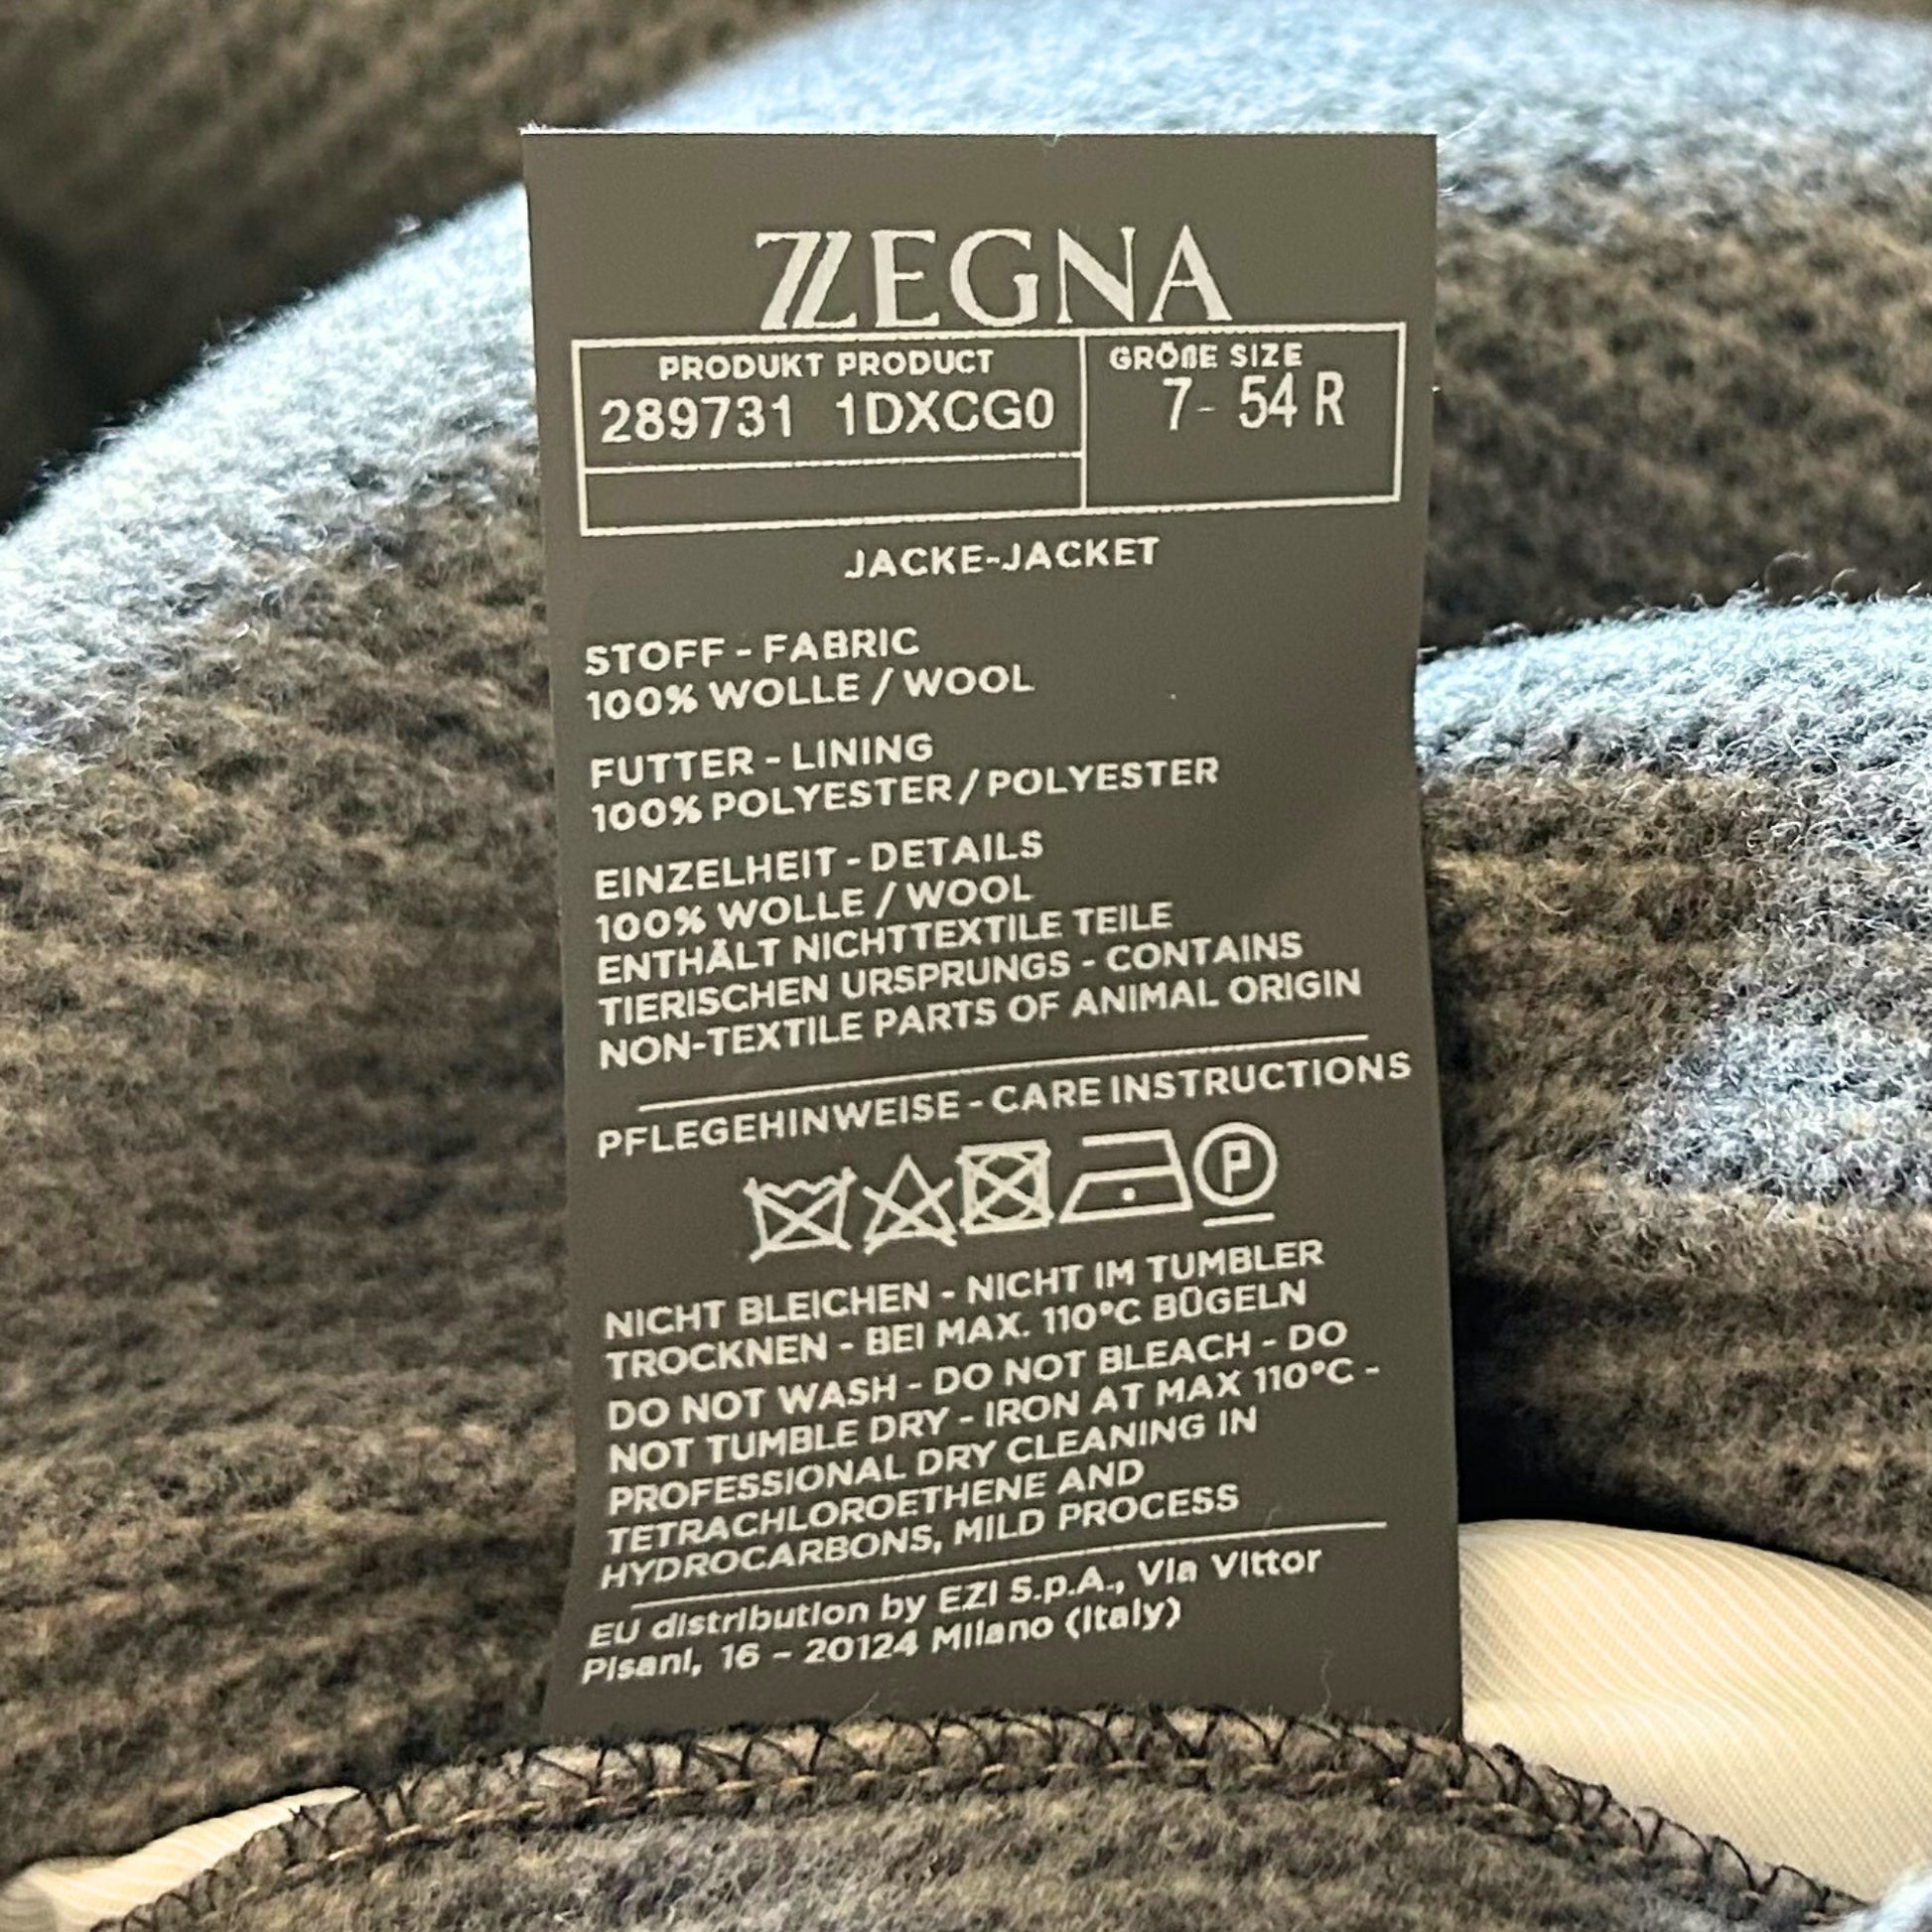 ZEGNA
PRODUKT PRODUCT
289731 1DXCG0
GRÖßE SIZE
7- 54 R
JACKE-JACKET
STOFF - FABRIC
100% WOLLE / WOOL
FUTTER - LINING
100% POLYESTER / POLYESTER
EINZELHEIT - DETAILS
100% WOLLE / WOOL
ENTHÄLT NICHTTEXTILE TEILE
TIERISCHEN URSPRUNGS - CONTAINS
NON-TEXTILE PARTS OF ANIMAL ORIGIN
PFLEGEHINWEISE - CARE INSTRUCTIONS
P
NICHT BLEICHEN - NICHT IM TUMBLER
TROCKNEN - BEI MAX. 110°C BÜGELN
DO NOT WASH - DO NOT BLEACH - DO
NOT TUMBLE DRY - IRON AT MAX 110°C -
PROFESSIONAL DRY CLEANING IN
TETRACHLOROETHENE AND
HYDROCARBONS, MILD PROCESS
EU distribution by EZI S.p.A., Via Vittor
Pisani, 16 - 20124 Milano (Italy)